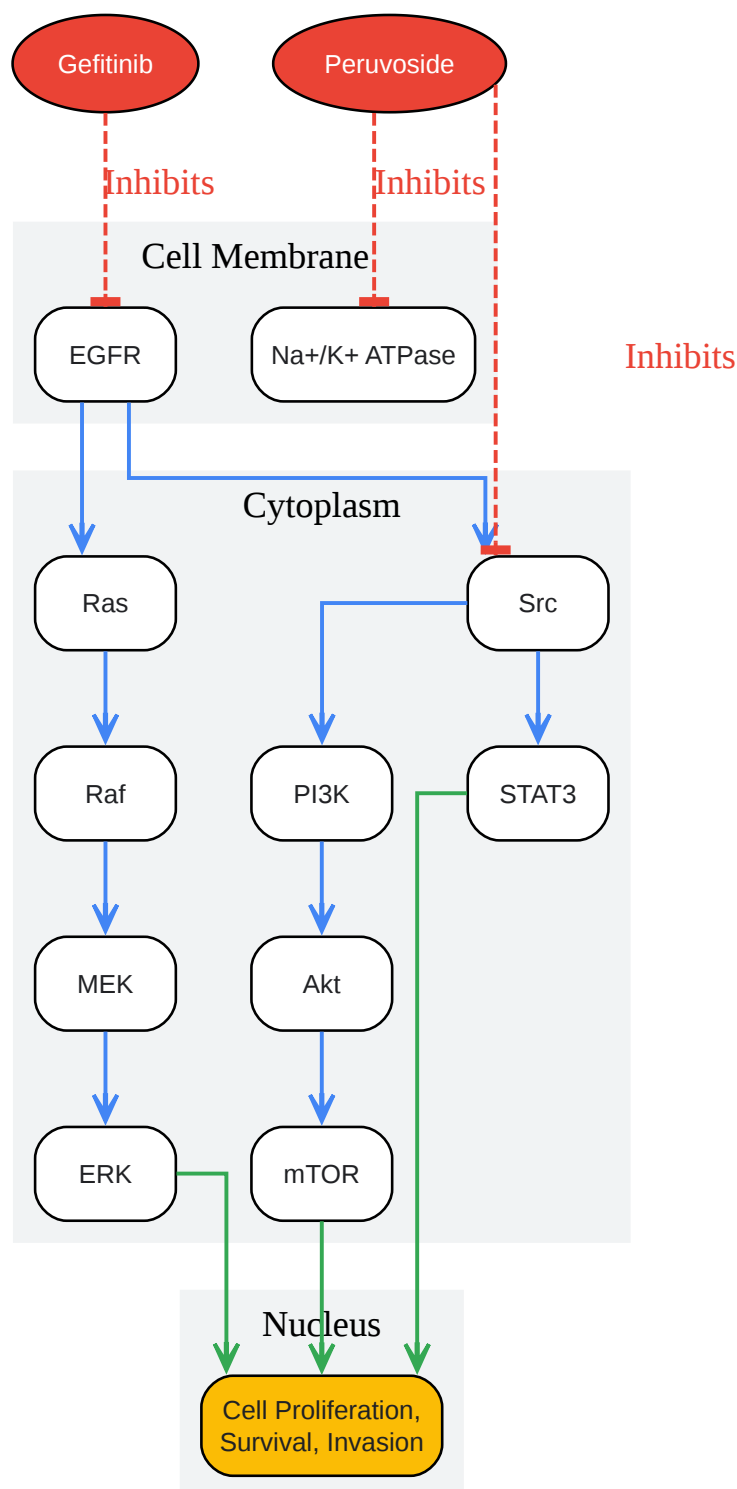 Gefitinib
Peruvoside
Inhibits
Inhibits
Cell Membrane
EGFR
Na+/K+ ATPase
Inhibits
Cytoplasm
Ras
Src
Raf
PI3K
STAT3
MEK
Akt
ERK
mTOR
Nucleus
Cell Proliferation,
Survival, Invasion